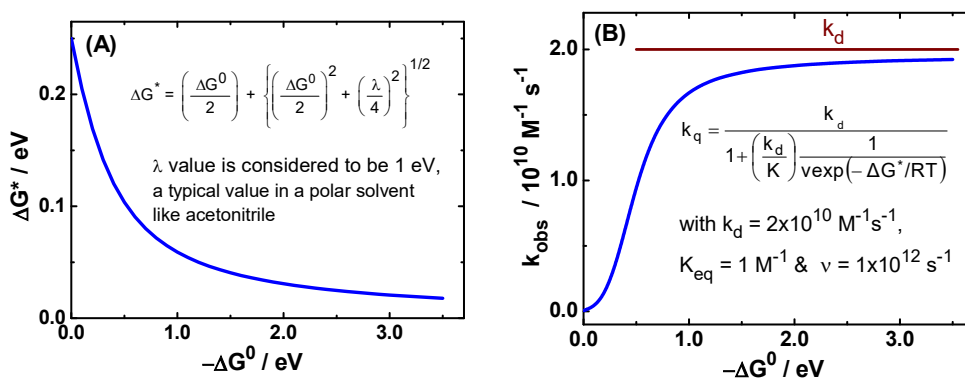 (A)
ΔG* = (ΔG⁰/2) + {(ΔG⁰/2)² + (λ/4)²}^1/2
λ value is considered to be 1 eV,
a typical value in a polar solvent
like acetonitrile
ΔG* / eV
0.2
0.1
0.0
0.0 1.0 2.0 3.0
−ΔG⁰ / eV
(B)
k_d
k_q = k_d / (1+(k_d/K) 1/(vexp(−ΔG*/RT)))
with k_d = 2x10¹⁰ M⁻¹s⁻¹,
K_eq = 1 M⁻¹ & ν = 1x10¹² s⁻¹
k_obs / 10¹⁰ M⁻¹ s⁻¹
2.0
1.0
0.0
0.0 1.0 2.0 3.0
−ΔG⁰ / eV